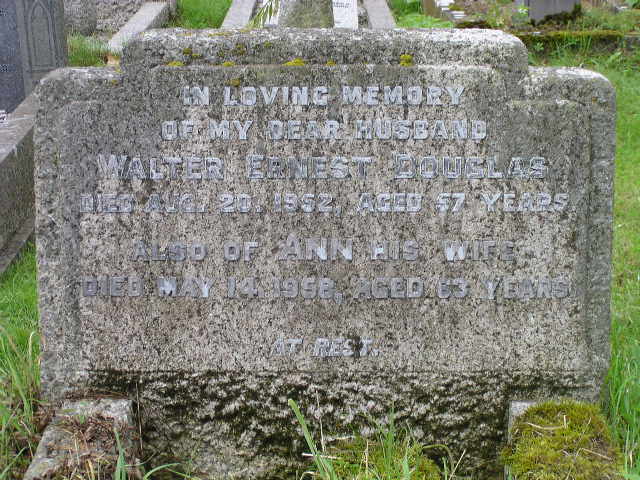 IN LOVING MEMORY
OF MY DEAR HUSBAND
WALTER ERNEST DOUGLAS
DIED AUG. 20. 1952, AGED 57 YEARS
ALSO OF ANN HIS WIFE
DIED MAY 14. 1958, AGED 63 YEARS
AT REST.